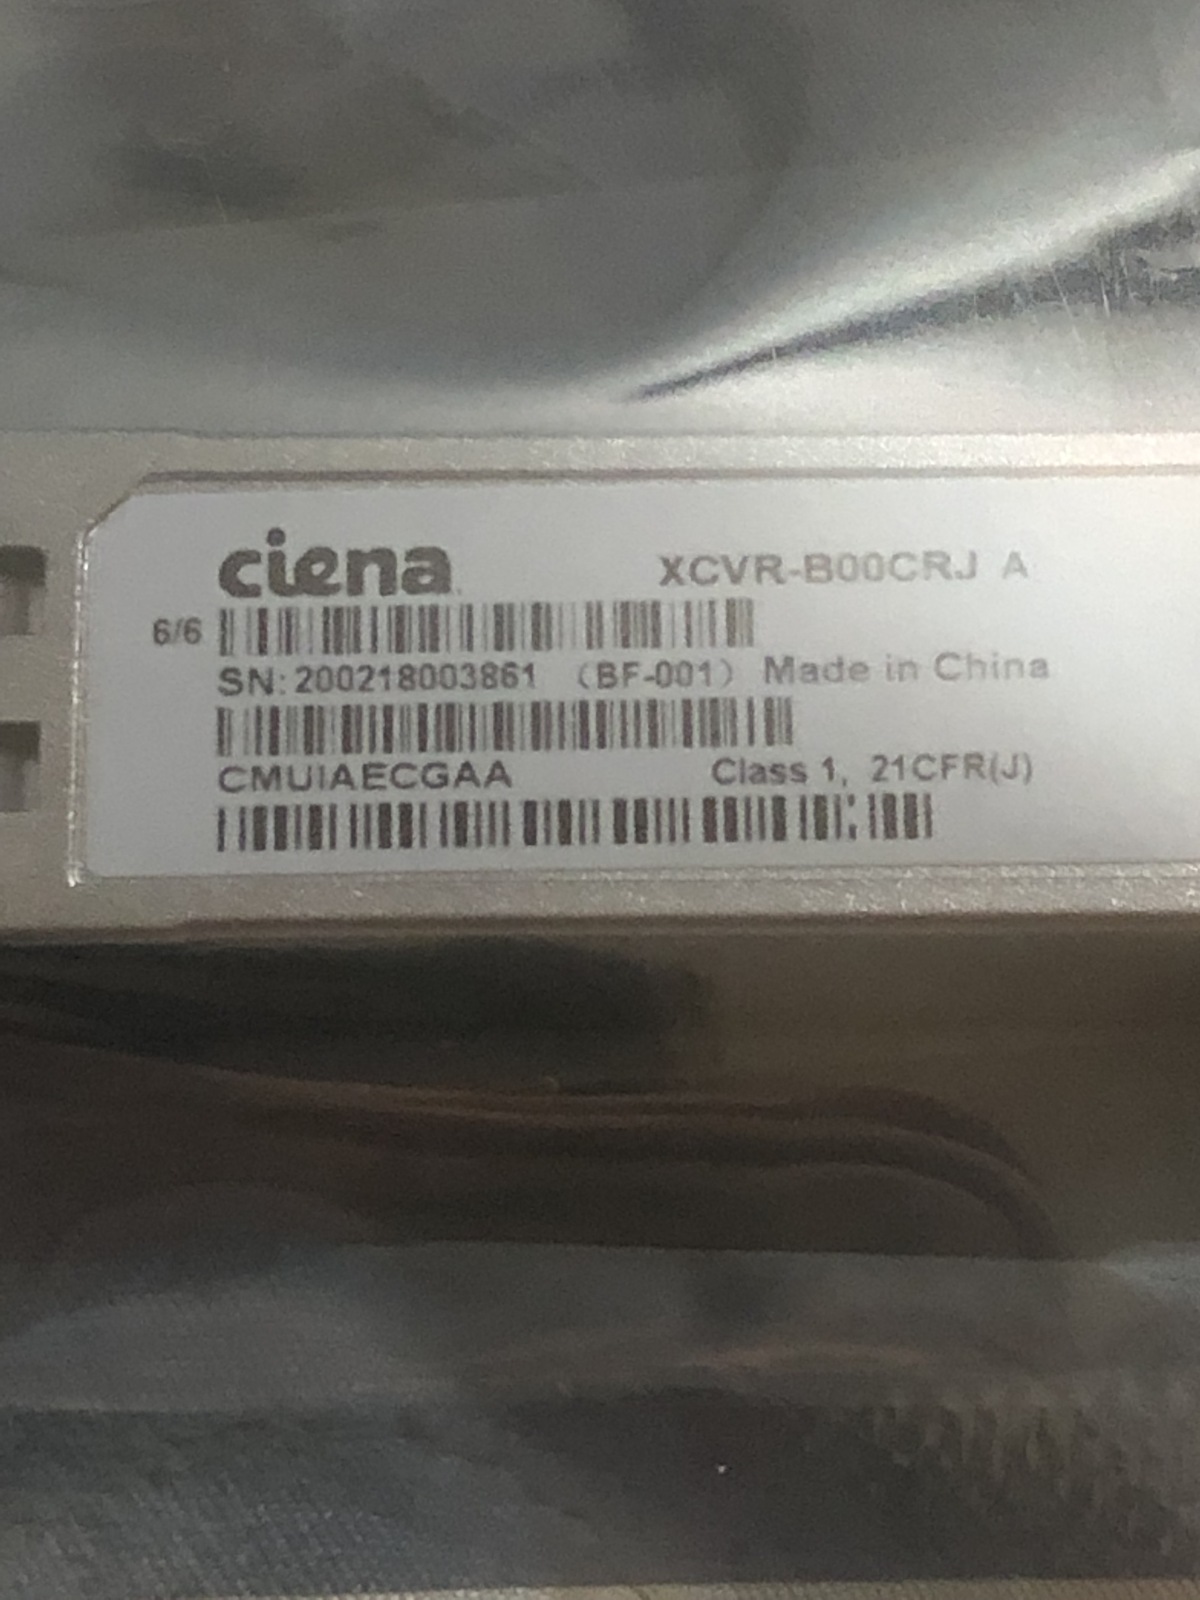 ciena XCVR-B00CRJ A
6/6
SN: 200218003861 (BF-001) Made in China
CMUIAECGAA Class 1, 21CFR(J)